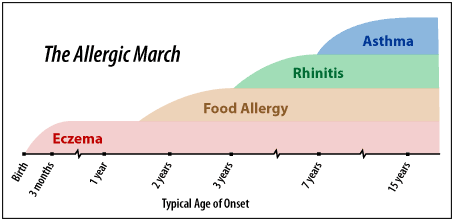 The Allergic March
Asthma
Rhinitis
Food Allergy
Eczema
Birth
3 months
1 year
2 years
3 years
7 years
15 years
Typical Age of Onset